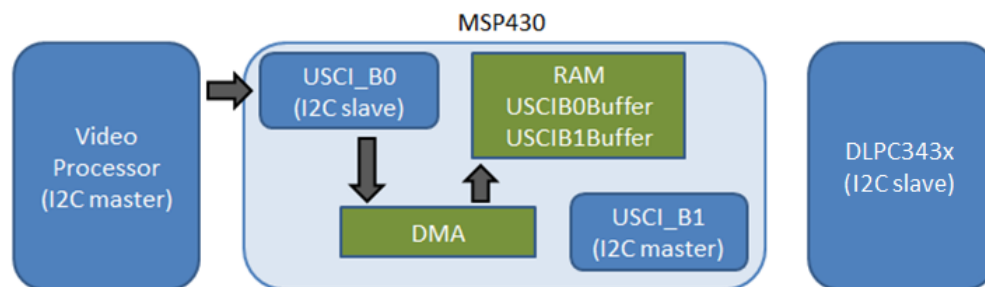 MSP430
Video
Processor
(I2C master)
USCI_B0
(I2C slave)
RAM
USCIB0Buffer
USCIB1Buffer
DMA
USCI_B1
(I2C master)
DLPC343x
(I2C slave)